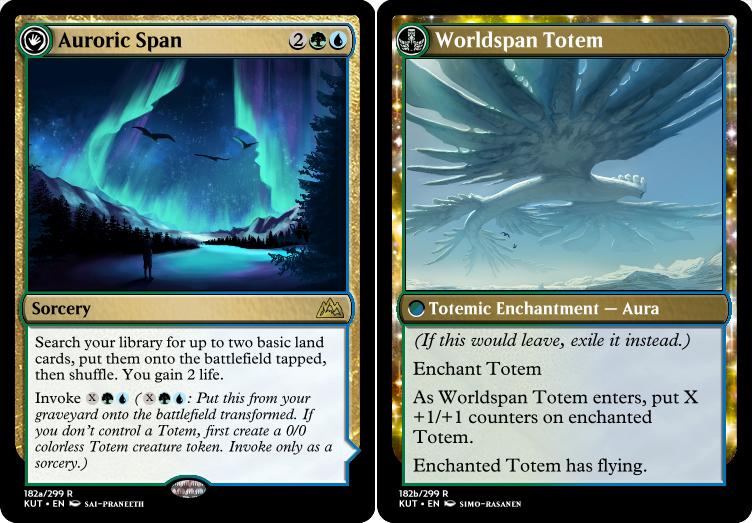 Auroric Span 2
Sorcery
Search your library for up to two basic land
cards, put them onto the battlefield tapped,
then shuffle. You gain 2 life.
Invoke X ( X : Put this from your
graveyard onto the battlefield transformed. If
you don't control a Totem, first create a 0/0
colorless Totem creature token. Invoke only as a
sorcery.)
182a/299 R
KUT • EN SAI-PRANEETH
Worldspan Totem
Totemic Enchantment — Aura
(If this would leave, exile it instead.)
Enchant Totem
As Worldspan Totem enters, put X
+1/+1 counters on enchanted
Totem.
Enchanted Totem has flying.
182b/299 R
KUT • EN SIMO-RASANEN